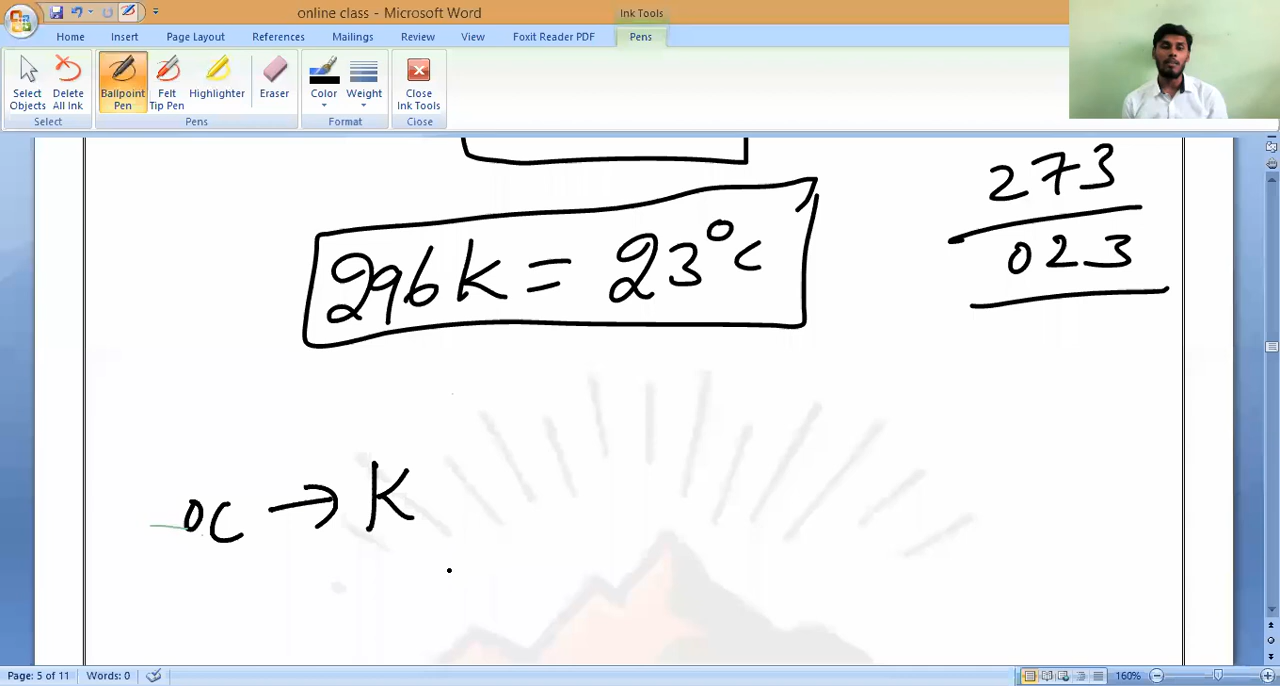 online class - Microsoft Word
Ink Tools
Home Insert Page Layout References Mailings Review View Foxit Reader PDF Pens
Select Objects
Delete All Ink
Ballpoint Pen
Felt Tip Pen
Highlighter
Eraser
Color
Weight
Close Ink Tools
Select Pens Format Close
273
023
296K = 23°c
°C → K
Page: 5 of 11 Words: 0 160%